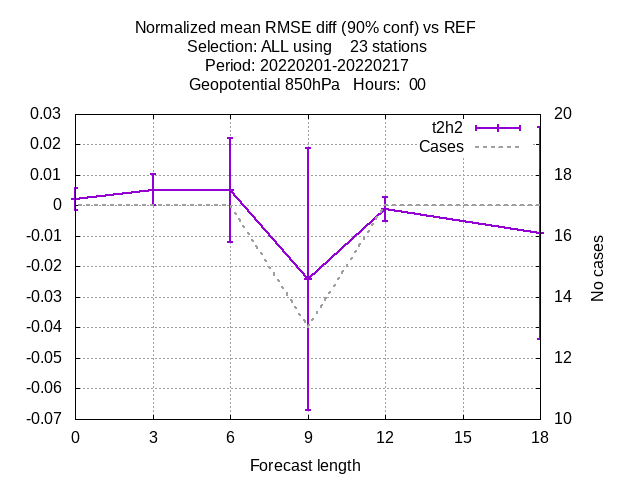 Normalized mean RMSE diff (90% conf) vs REF
Selection: ALL using    23 stations
Period: 20220201-20220217
Geopotential 850hPa   Hours:  00
0.03
0.02
0.01
0
-0.01
-0.02
-0.03
-0.04
-0.05
-0.06
-0.07
t2h2
Cases
20
18
16
14
12
10
No cases
0 3 6 9 12 15 18
Forecast length